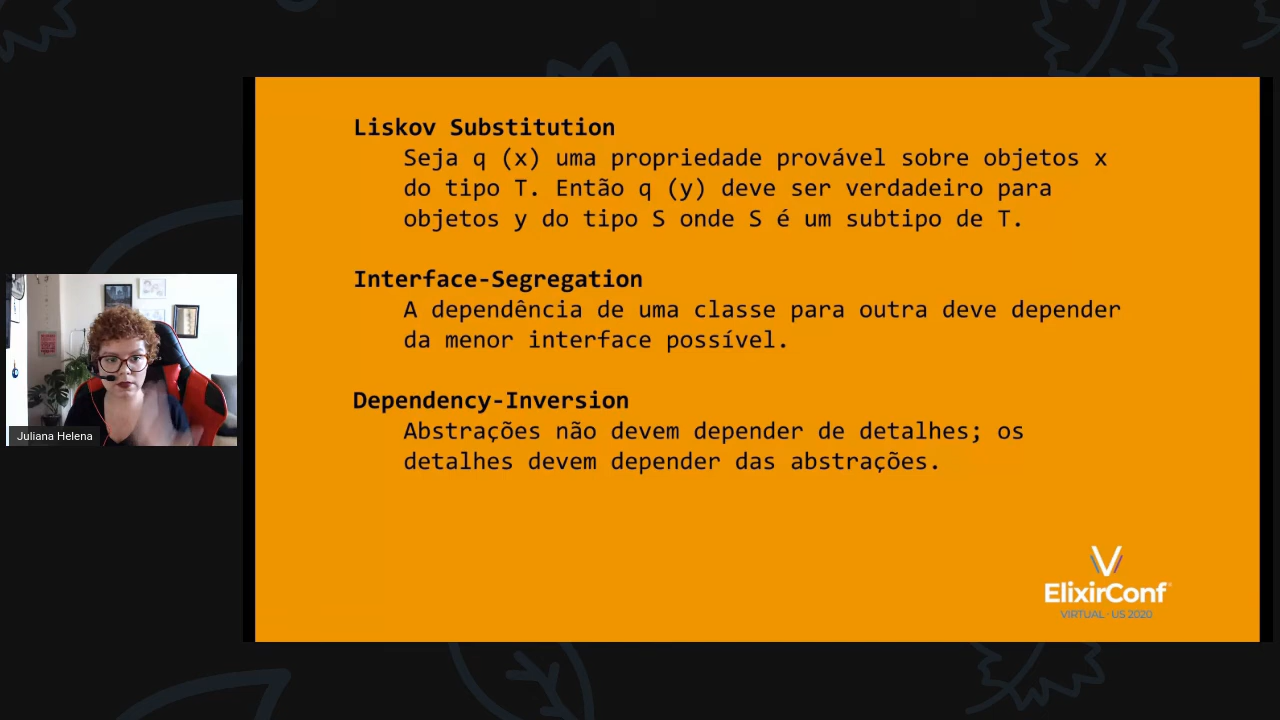 Liskov Substitution
Seja q (x) uma propriedade provável sobre objetos x
do tipo T. Então q (y) deve ser verdadeiro para
objetos y do tipo S onde S é um subtipo de T.
Interface-Segregation
A dependência de uma classe para outra deve depender
da menor interface possível.
Dependency-Inversion
Abstrações não devem depender de detalhes; os
detalhes devem depender das abstrações.
Juliana Helena
ElixirConf
VIRTUAL · US 2020